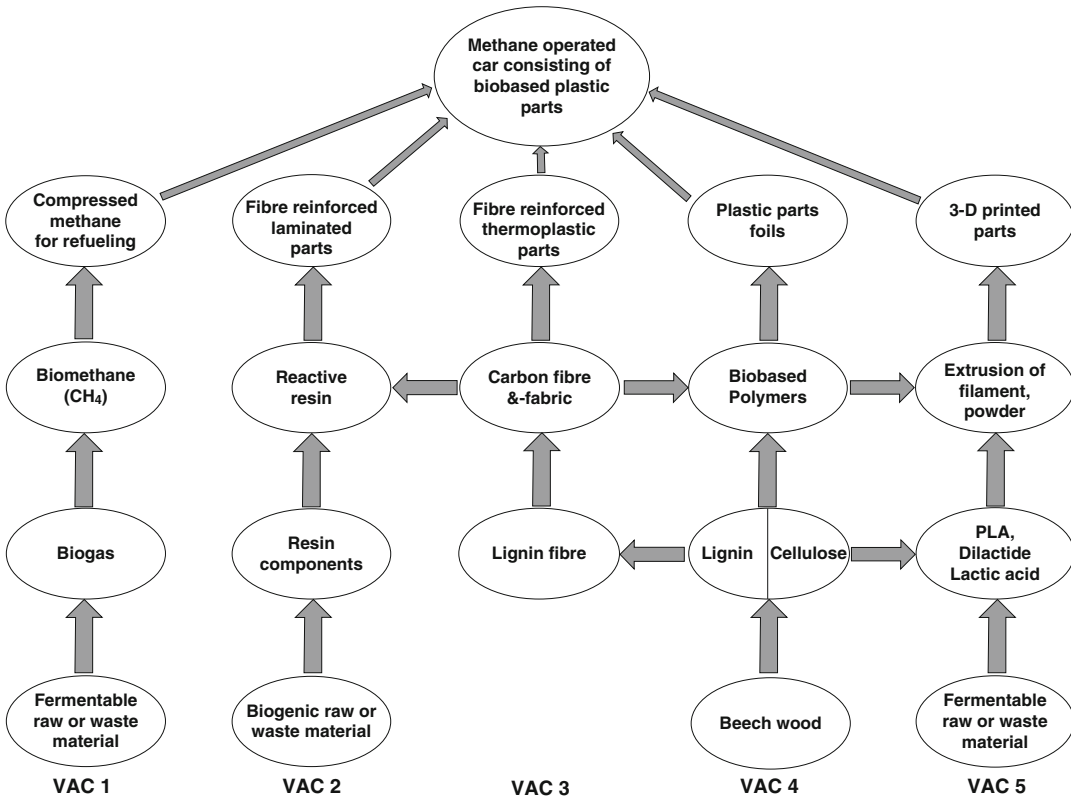 Methane operated
car consisting of
biobased plastic
parts
Compressed
methane
for refueling
Fibre reinforced
laminated
parts
Fibre reinforced
thermoplastic
parts
Plastic parts
foils
3-D printed
parts
Biomethane
(CH₄)
Reactive
resin
Carbon fibre
&-fabric
Biobased
Polymers
Extrusion of
filament,
powder
Biogas
Resin
components
Lignin fibre
Lignin
Cellulose
PLA,
Dilactide
Lactic acid
Fermentable
raw or waste
material
Biogenic raw or
waste material
Beech wood
Fermentable
raw or waste
material
VAC 1
VAC 2
VAC 3
VAC 4
VAC 5